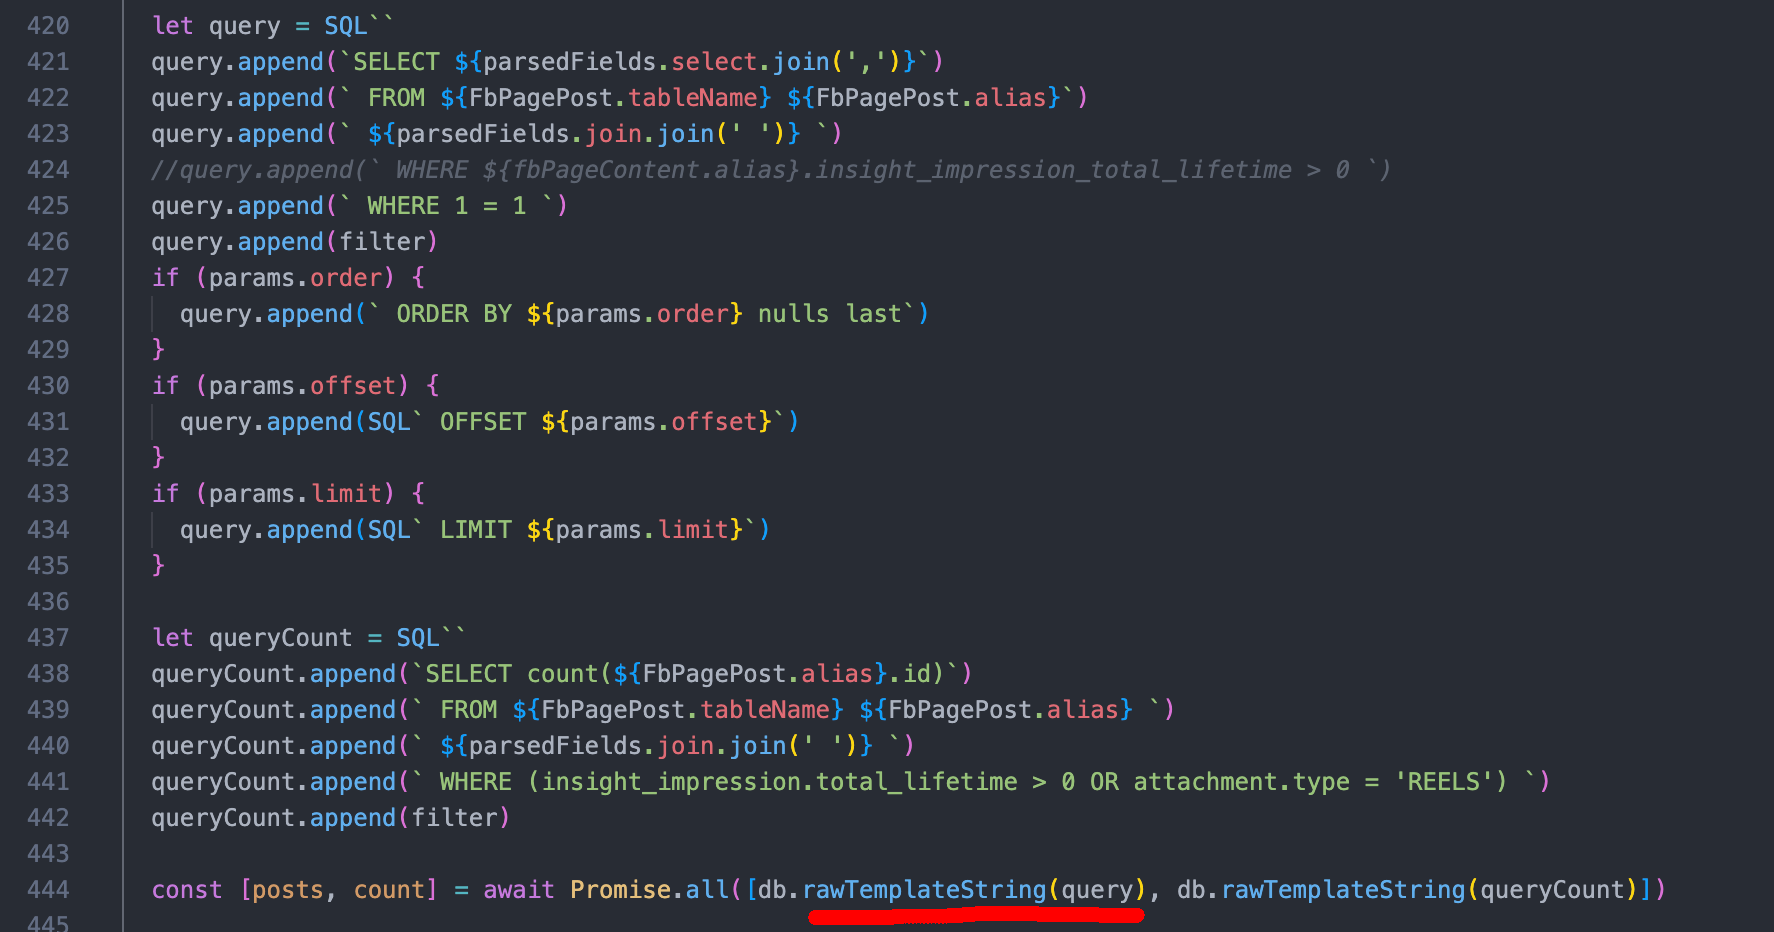 420 let query = SQL``
421 query.append(`SELECT ${parsedFields.select.join(',')}`)
422 query.append(` FROM ${FbPagePost.tableName} ${FbPagePost.alias}`)
423 query.append(` ${parsedFields.join.join(' ')} `)
424 //query.append(` WHERE ${fbPageContent.alias}.insight_impression_total_lifetime > 0 `)
425 query.append(` WHERE 1 = 1 `)
426 query.append(filter)
427 if (params.order) {
428 query.append(` ORDER BY ${params.order} nulls last`)
429 }
430 if (params.offset) {
431 query.append(SQL` OFFSET ${params.offset}`)
432 }
433 if (params.limit) {
434 query.append(SQL` LIMIT ${params.limit}`)
435 }
436
437 let queryCount = SQL``
438 queryCount.append(`SELECT count(${FbPagePost.alias}.id)`)
439 queryCount.append(` FROM ${FbPagePost.tableName} ${FbPagePost.alias} `)
440 queryCount.append(` ${parsedFields.join.join(' ')} `)
441 queryCount.append(` WHERE (insight_impression.total_lifetime > 0 OR attachment.type = 'REELS') `)
442 queryCount.append(filter)
443
444 const [posts, count] = await Promise.all([db.rawTemplateString(query), db.rawTemplateString(queryCount)])
445